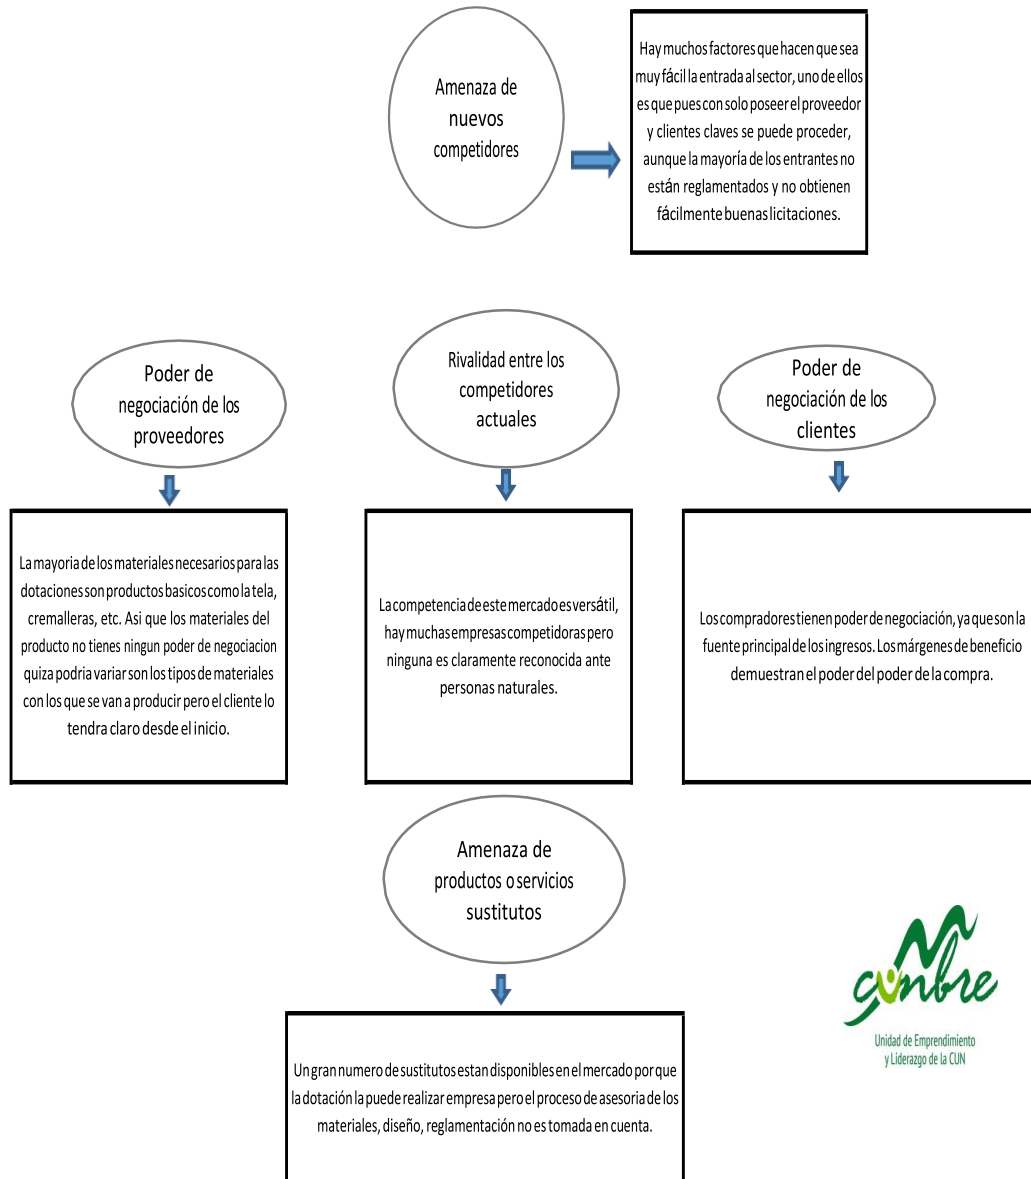 Amenaza de
nuevos
competidores
Hay muchos factores que hacen que sea
muy fácil la entrada al sector, uno de ellos
es que pues con solo poseer el proveedor
y clientes claves se puede proceder,
aunque la mayoría de los entrantes no
están reglamentados y no obtienen
fácilmente buenas licitaciones.
Poder de
negociación de los
proveedores
Rivalidad entre los
competidores
actuales
Poder de
negociación de los
clientes
La mayoria de los materiales necesarios para las
dotaciones son productos basicos como la tela,
cremalleras, etc. Asi que los materiales del
producto no tienes ningun poder de negociacion
quiza podria variar son los tipos de materiales
con los que se van a producir pero el cliente lo
tendra claro desde el inicio.
La competencia de este mercado es versátil,
hay muchas empresas competidoras pero
ninguna es claramente reconocida ante
personas naturales.
Los compradores tienen poder de negociación, ya que son la
fuente principal de los ingresos. Los márgenes de beneficio
demuestran el poder del poder de la compra.
Amenaza de
productos o servicios
sustitutos
Un gran numero de sustitutos estan disponibles en el mercado por que
la dotación la puede realizar empresa pero el proceso de asesoria de los
materiales, diseño, reglamentación no es tomada en cuenta.
cunbre
Unidad de Emprendimiento
y Liderazgo de la CUN